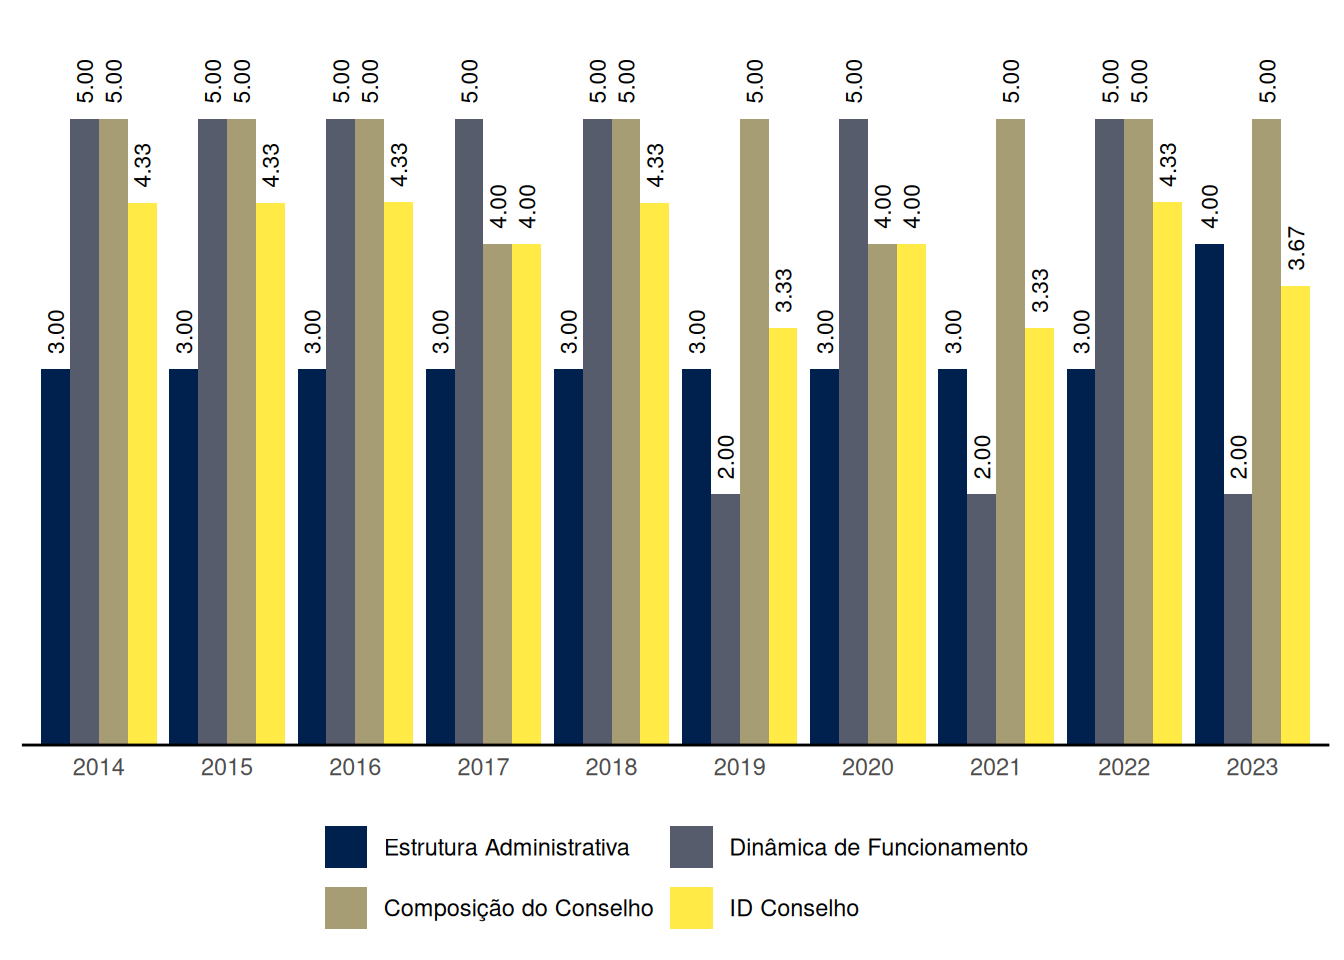 3.00 5.00 5.00 4.33 3.00 5.00 5.00 4.33 3.00 5.00 5.00 4.33 3.00 5.00 4.00 4.00 3.00 5.00 5.00 4.33 3.00 2.00 5.00 3.33 3.00 5.00 4.00 4.00 3.00 2.00 5.00 3.33 3.00 5.00 5.00 4.33 4.00 2.00 5.00 3.67
2014 2015 2016 2017 2018 2019 2020 2021 2022 2023
Estrutura Administrativa Dinâmica de Funcionamento
Composição do Conselho ID Conselho